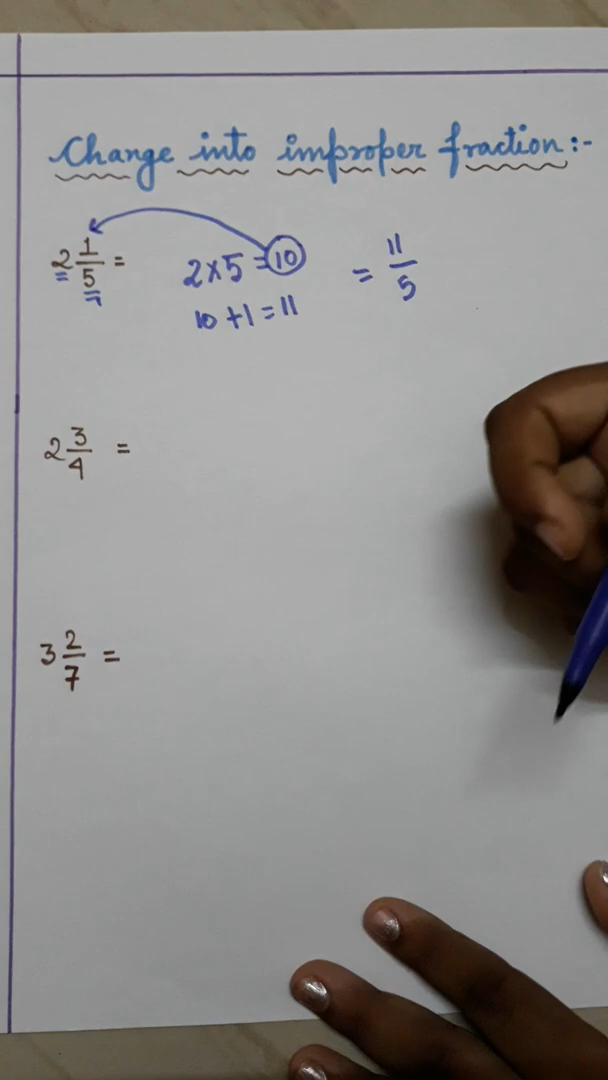 Change into improper fraction:-
2 1/5 = 2×5=10 = 11/5
10+1=11
2 3/4 =
3 2/7 =